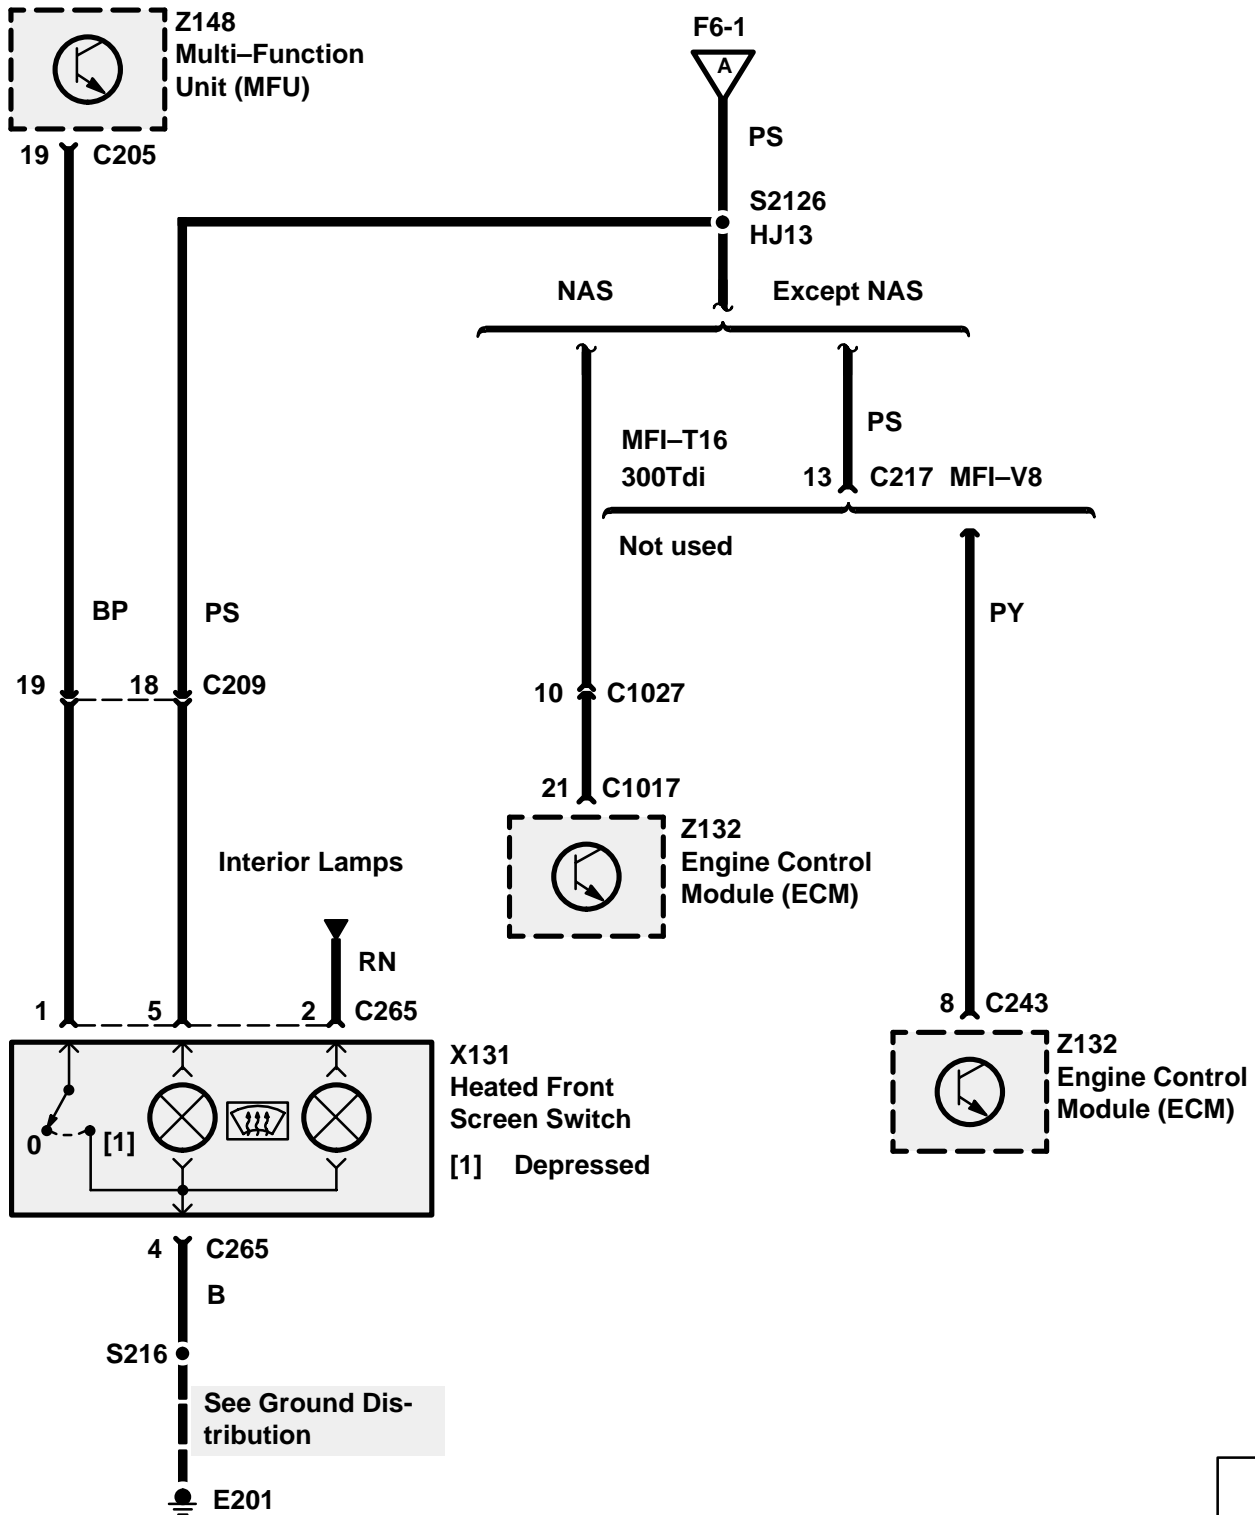 Z148
Multi–Function
Unit (MFU)
19 C205
F6-1
A
PS
S2126
HJ13
NAS Except NAS
PS
MFI–T16
300Tdi
13 C217 MFI–V8
Not used
BP PS PY
19 18 C209
10 C1027
21 C1017
Z132
Engine Control
Module (ECM)
Interior Lamps
RN
1 5 2 C265
8 C243
Z132
Engine Control
Module (ECM)
X131
Heated Front
Screen Switch
[1] Depressed
0 [1]
4 C265
B
S216
See Ground Dis-
tribution
E201